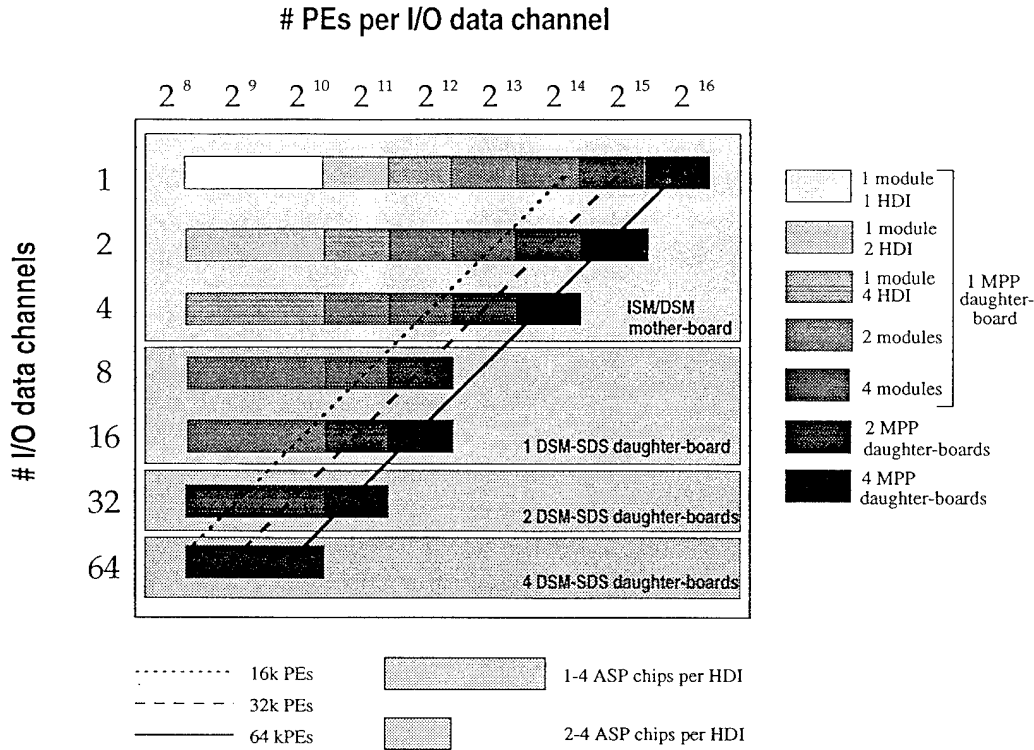 # PEs per I/O data channel
2^8 2^9 2^10 2^11 2^12 2^13 2^14 2^15 2^16
# I/O data channels
1
2
4
ISM/DSM
mother-board
8
16
1 DSM-SDS daughter-board
32
2 DSM-SDS daughter-boards
64
4 DSM-SDS daughter-boards
1 module
1 HDI
1 module
2 HDI
1 module
4 HDI
2 modules
4 modules
1 MPP
daughter-
board
2 MPP
daughter-boards
4 MPP
daughter-boards
16k PEs
32k PEs
64 kPEs
1-4 ASP chips per HDI
2-4 ASP chips per HDI